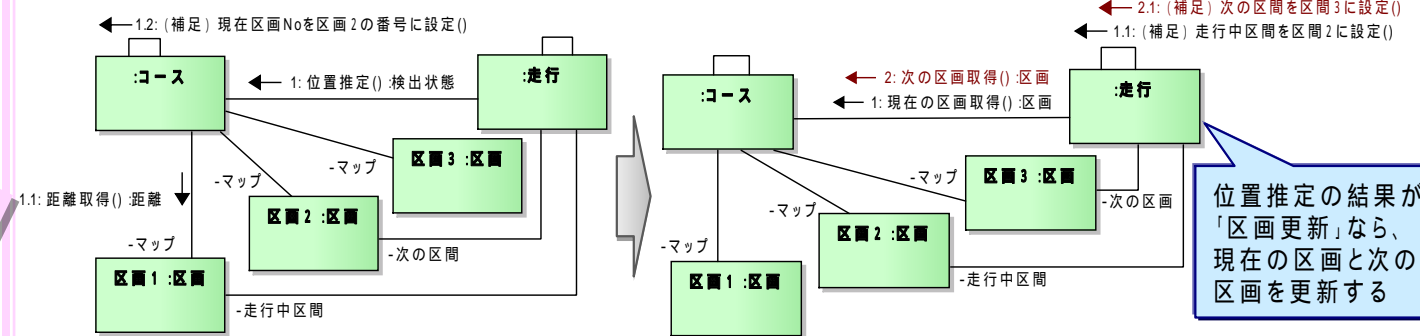 1.2: (補足) 現在区画Noを区画2の番号に設定()
:コース
1: 位置推定() :検出状態
:走行
区画3 :区画
-マップ
1.1: 距離取得() :距離
-マップ
区画2 :区画
-マップ
-次の区間
区画1 :区画
-走行中区間
2.1: (補足) 次の区間を区間3に設定()
1.1: (補足) 走行中区間を区間2に設定()
:コース
2: 次の区画取得() :区画
1: 現在の区画取得() :区画
:走行
-マップ
区画3 :区画
-次の区画
-マップ
区画2 :区画
-マップ
-走行中区間
区画1 :区画
位置推定の結果が
「区画更新」なら、
現在の区画と次の
区画を更新する